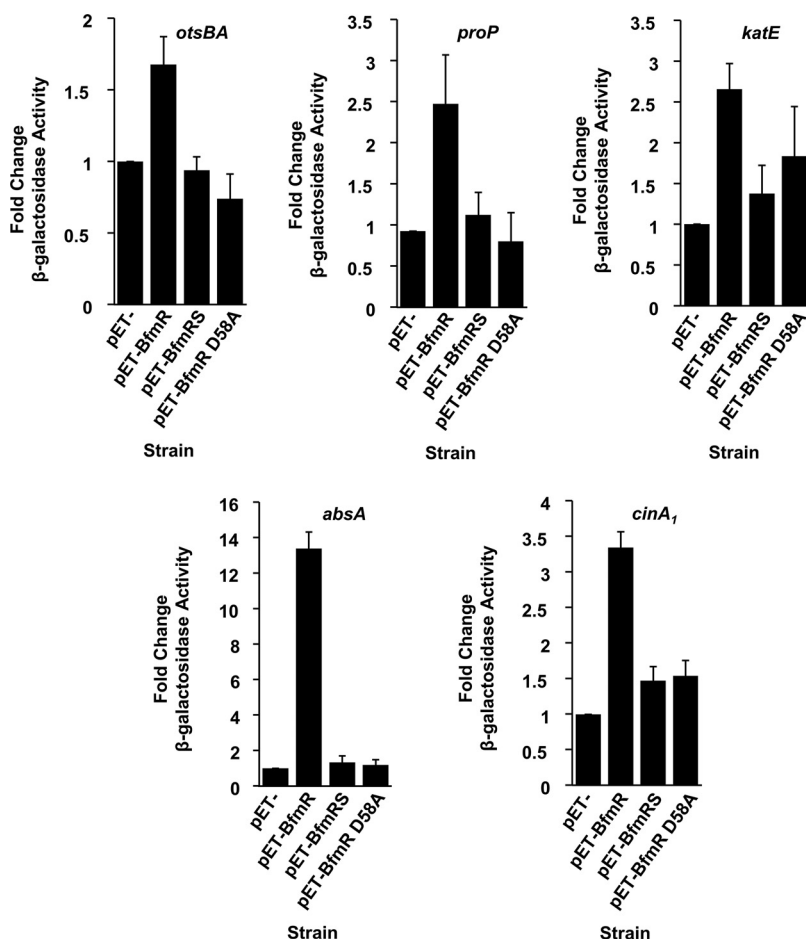 otsBA
2
1.5
1
0.5
0
Fold Change
β-galactosidase Activity
pET-
pET-BfmR
pET-BfmRS
pET-BfmR D58A
Strain
proP
3.5
3
2.5
2
1.5
1
0.5
0
Fold Change
β-galactosidase Activity
pET-
pET-BfmR
pET-BfmRS
pET-BfmR D58A
Strain
katE
3.5
3
2.5
2
1.5
1
0.5
0
Fold Change
β-galactosidase Activity
pET-
pET-BfmR
pET-BfmRS
pET-BfmR D58A
Strain
absA
16
14
12
10
8
6
4
2
0
Fold Change
β-galactosidase Activity
pET-
pET-BfmR
pET-BfmRS
pET-BfmR D58A
Strain
cinA₁
4
3.5
3
2.5
2
1.5
1
0.5
0
Fold Change
β-galactosidase Activity
pET-
pET-BfmR
pET-BfmRS
pET-BfmR D58A
Strain